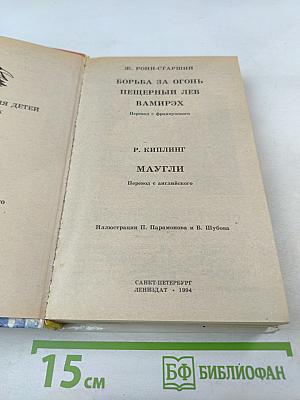 Я ДЕТЕЙ
Ж. РОНИ-СТАРШИЙ
БОРЬБА ЗА ОГОНЬ
ПЕЩЕРНЫЙ ЛЕВ
ВАМИРЭХ
Перевод с французского
Р. КИПЛИНГ
МАУГЛИ
Перевод с английского
Иллюстрации П. Парамонова и В. Шубова
САНКТ-ПЕТЕРБУРГ
ЛЕНИЗДАТ • 1994
15 см
БФ БИБЛИОФАН